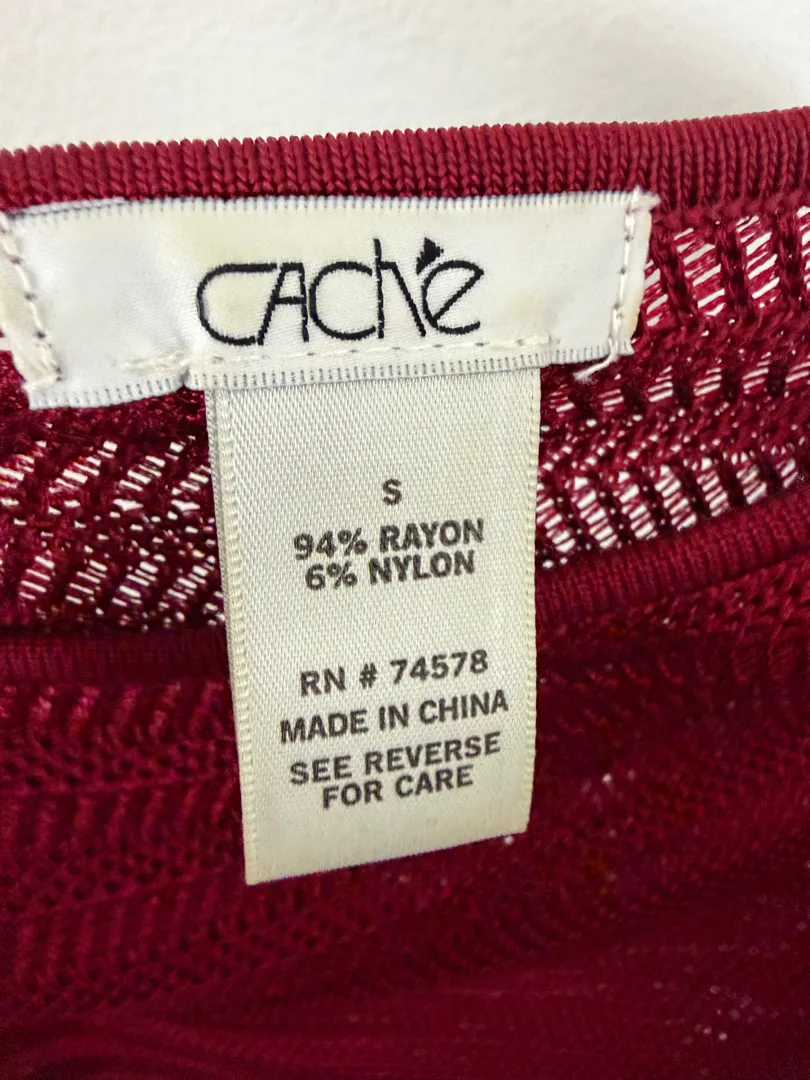 CACHÉ
S
94% RAYON
6% NYLON
RN # 74578
MADE IN CHINA
SEE REVERSE
FOR CARE